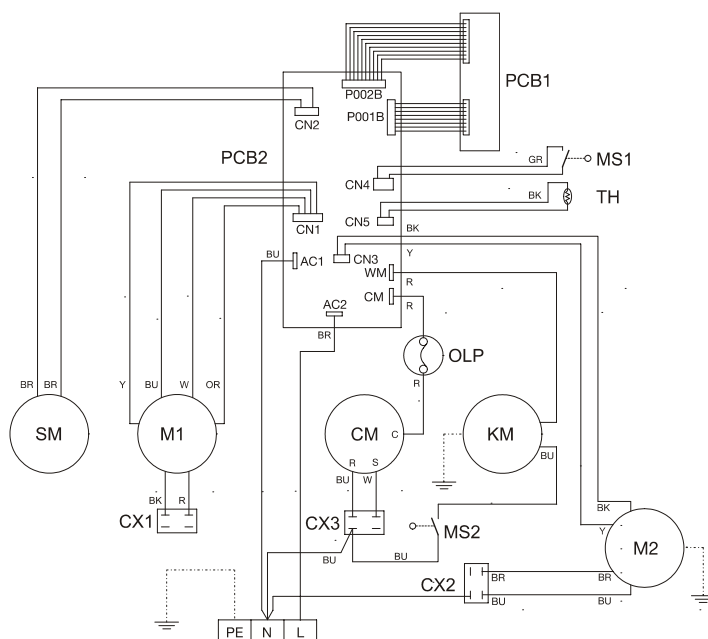 PCB1
P002B
P001B
CN2
PCB2
GR
MS1
CN4
BK
TH
CN5
CN1
BK
BU
AC1
CN3
Y
WM
R
CM
R
AC2
BR
OLP
R
BR
BR
Y
BU
W
OR
SM
M1
CM
C
KM
R
S
BU
BU
W
BK
R
CX1
CX3
MS2
BK
Y
M2
BU
BU
CX2
BR
BR
BU
BU
PE
N
L